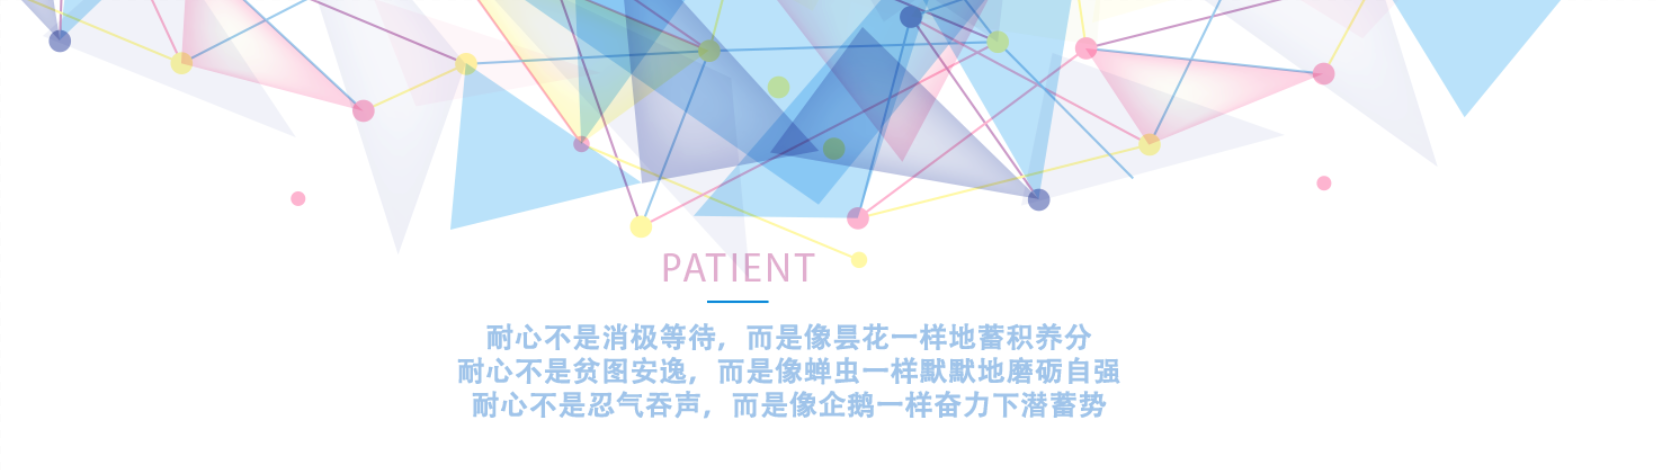 PATIENT
耐心不是消极等待，而是像昙花一样地蓄积养分
耐心不是贫图安逸，而是像蝉虫一样默默地磨砺自强
耐心不是忍气吞声，而是像企鹅一样奋力下潜蓄势